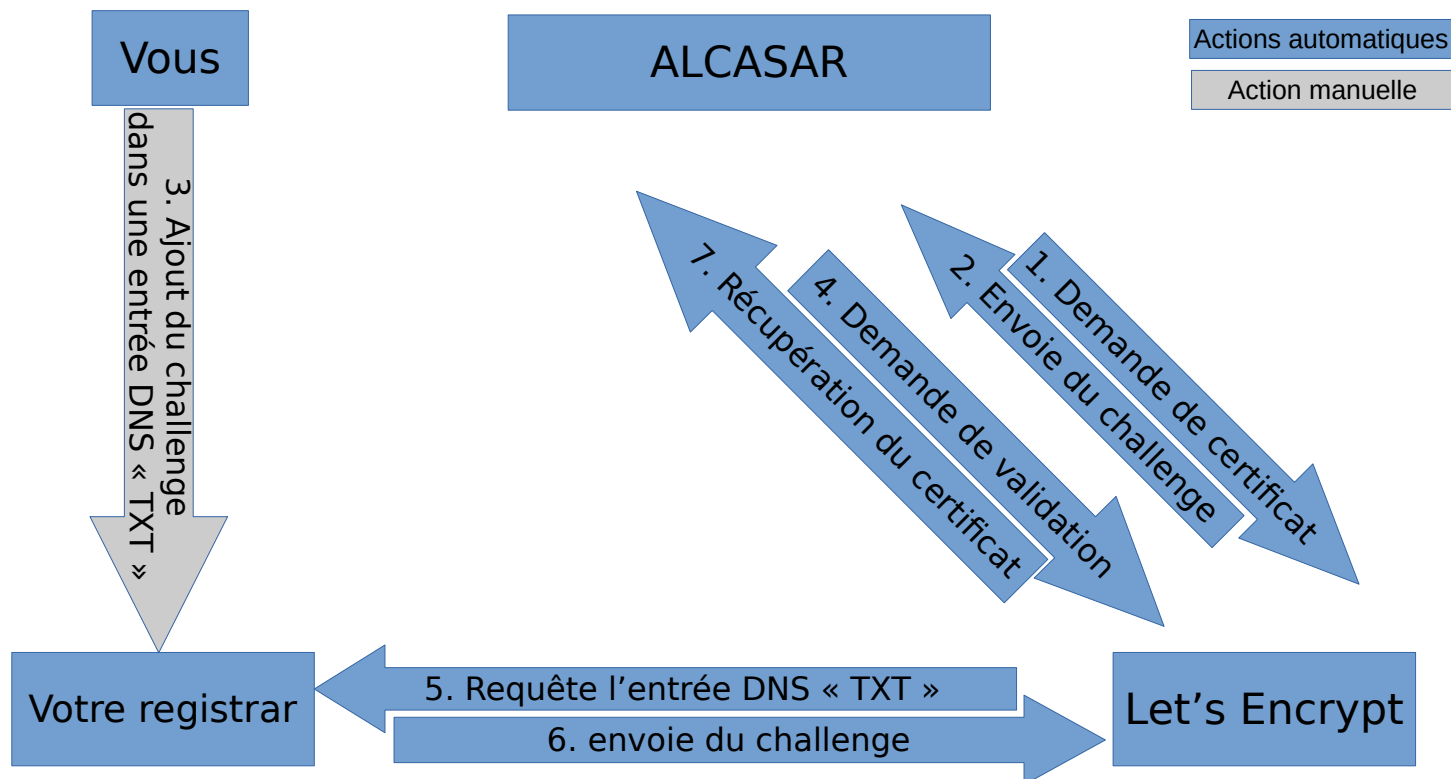 Vous
ALCASAR
Actions automatiques
Action manuelle
3. Ajout du challenge
dans une entrée DNS « TXT »
7. Récupération du certificat
4. Demande de validation
2. Envoie du challenge
1. Demande de certificat
Votre registrar
5. Requête l’entrée DNS « TXT »
6. envoie du challenge
Let’s Encrypt